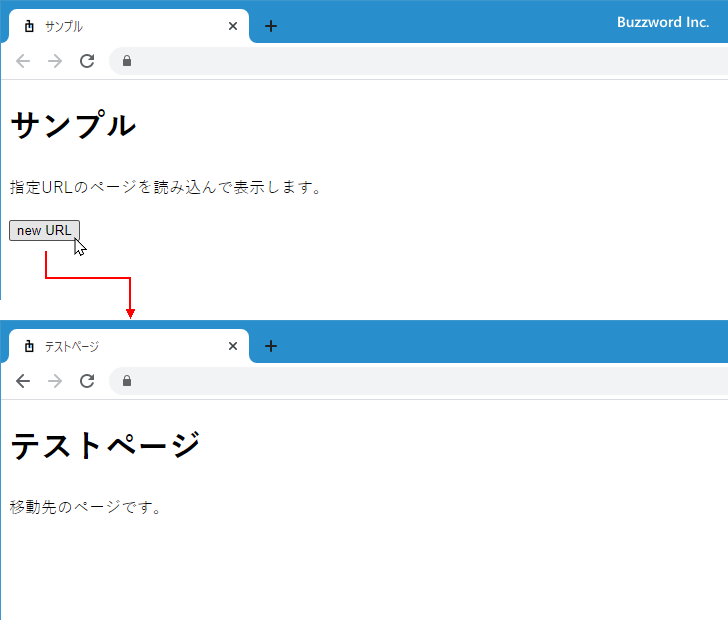 サンプル
Buzzword Inc.
サンプル
指定URLのページを読み込んで表示します。
new URL
テストページ
テストページ
移動先のページです。